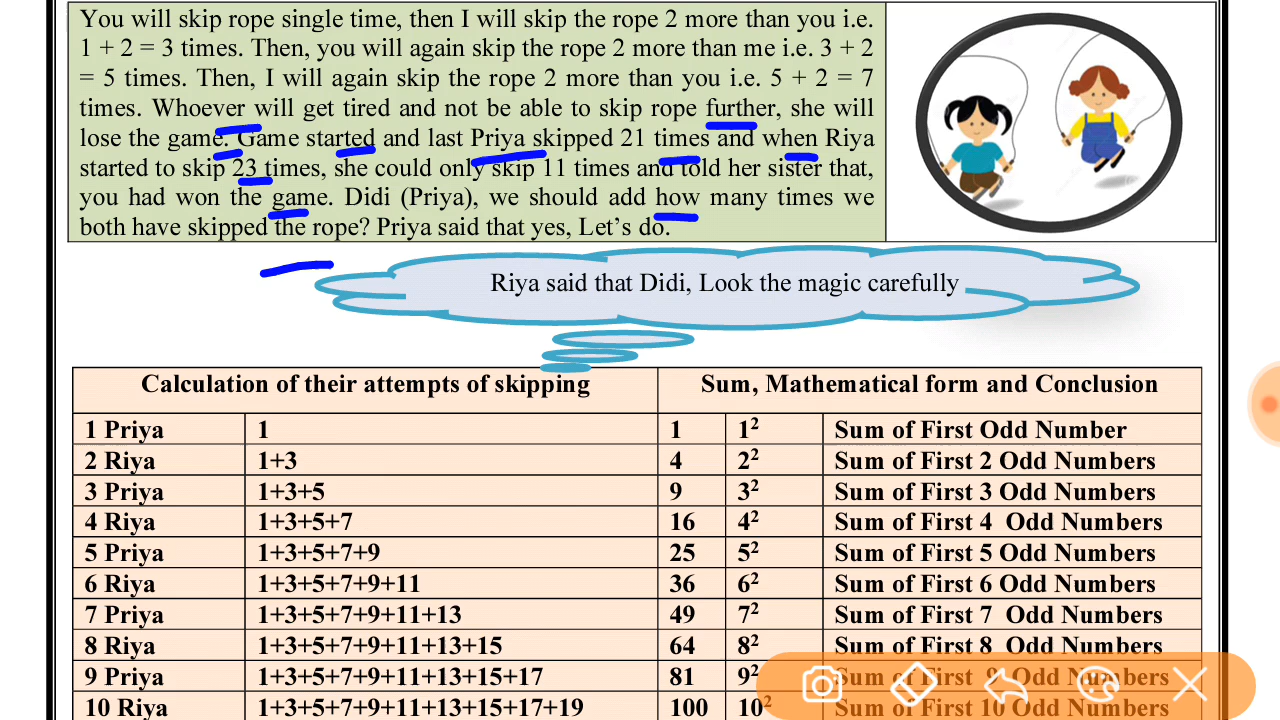 You will skip rope single time, then I will skip the rope 2 more than you i.e.
1 + 2 = 3 times. Then, you will again skip the rope 2 more than me i.e. 3 + 2
= 5 times. Then, I will again skip the rope 2 more than you i.e. 5 + 2 = 7
times. Whoever will get tired and not be able to skip rope further, she will
lose the game. Game started and last Priya skipped 21 times and when Riya
started to skip 23 times, she could only skip 11 times and told her sister that,
you had won the game. Didi (Priya), we should add how many times we
both have skipped the rope? Priya said that yes, Let's do.
Riya said that Didi, Look the magic carefully
Calculation of their attempts of skipping Sum, Mathematical form and Conclusion
1 Priya 1 1 1² Sum of First Odd Number
2 Riya 1+3 4 2² Sum of First 2 Odd Numbers
3 Priya 1+3+5 9 3² Sum of First 3 Odd Numbers
4 Riya 1+3+5+7 16 4² Sum of First 4 Odd Numbers
5 Priya 1+3+5+7+9 25 5² Sum of First 5 Odd Numbers
6 Riya 1+3+5+7+9+11 36 6² Sum of First 6 Odd Numbers
7 Priya 1+3+5+7+9+11+13 49 7² Sum of First 7 Odd Numbers
8 Riya 1+3+5+7+9+11+13+15 64 8² Sum of First 8 Odd Numbers
9 Priya 1+3+5+7+9+11+13+15+17 81 9² Sum of First 9 Odd Numbers
10 Riya 1+3+5+7+9+11+13+15+17+19 100 10² Sum of First 10 Odd Numbers